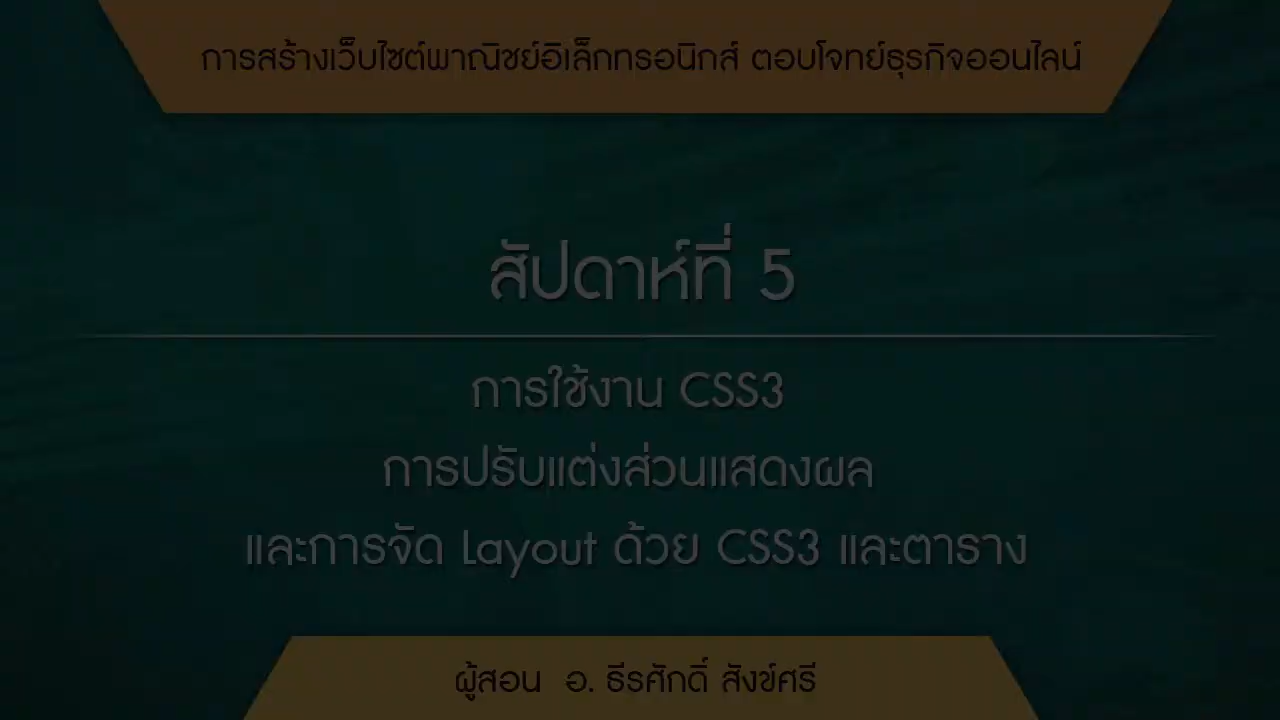 การสร้างเว็บไซต์พาณิชย์อิเล็กทรอนิกส์ ตอบโจทย์ธุรกิจออนไลน์
สัปดาห์ที่ 5
การใช้งาน CSS3
การปรับแต่งส่วนแสดงผล
และการจัด Layout ด้วย CSS3 และตาราง
ผู้สอน อ. ธีรศักดิ์ สังข์ศรี